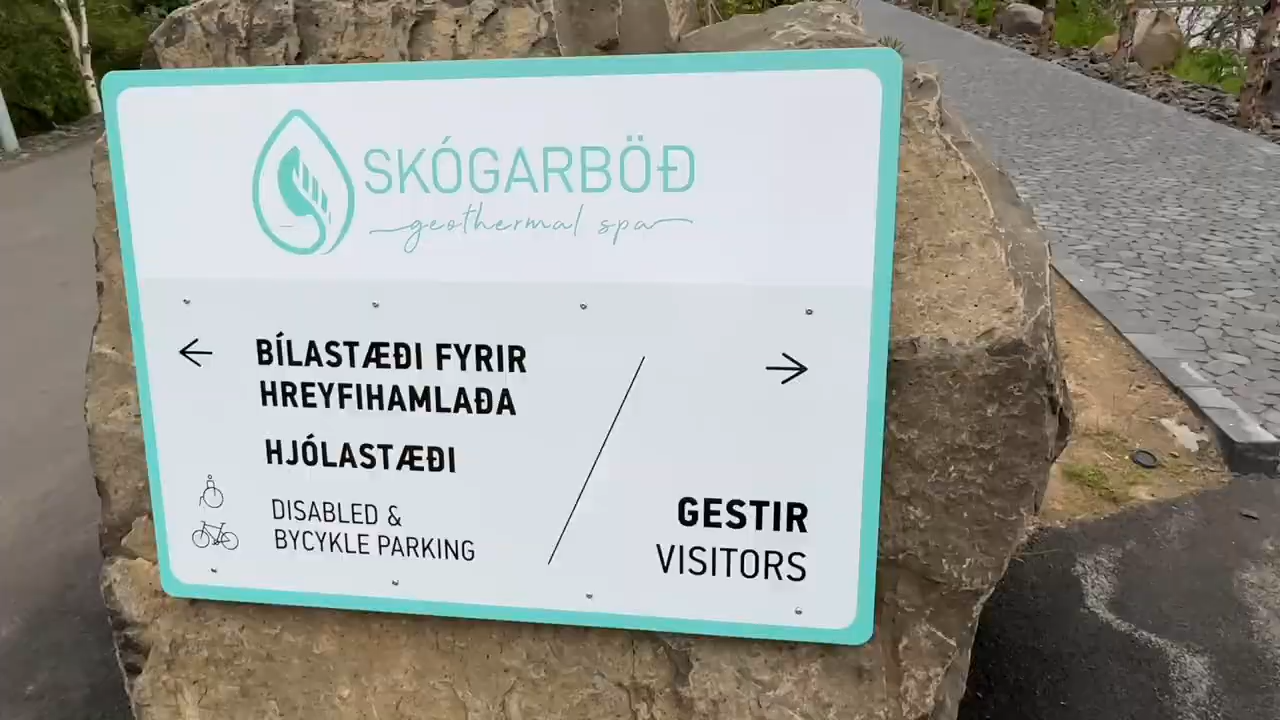 SKÓGARBÖÐ
geothermal spa
BÍLASTÆÐI FYRIR
HREYFIHAMLAÐA
HJÓLASTÆÐI
DISABLED &
BYCYKLE PARKING
GESTIR
VISITORS